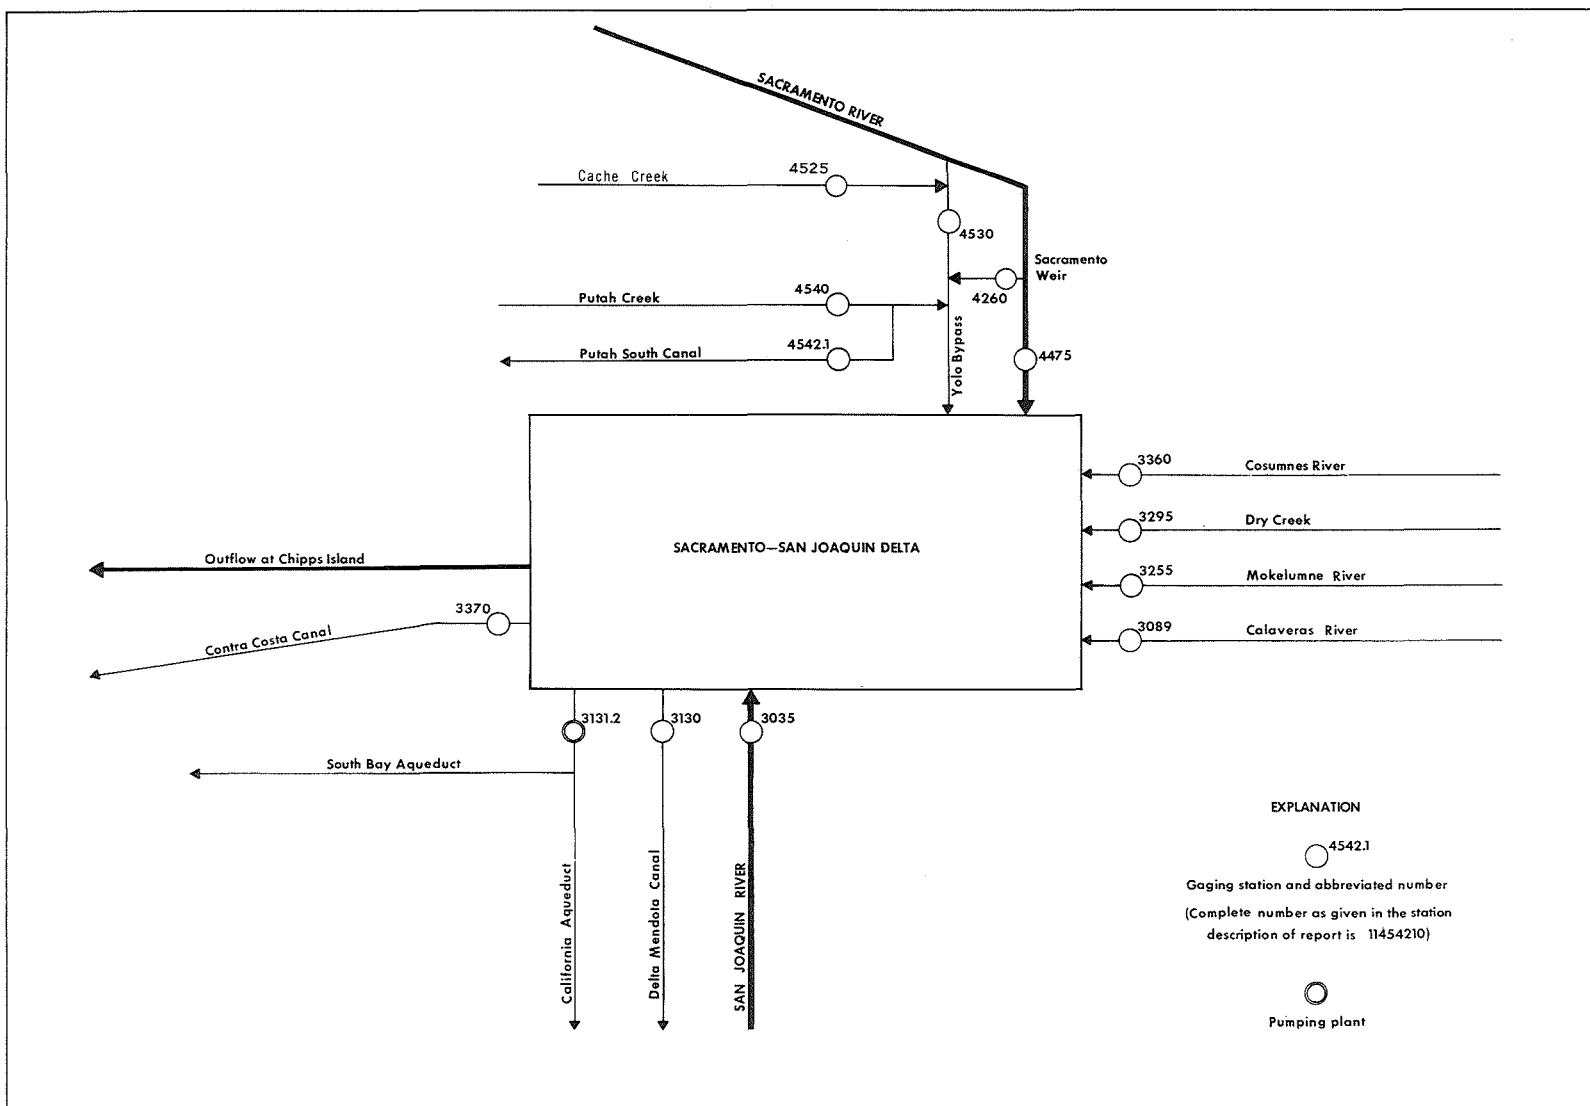 SACRAMENTO RIVER
4525
Cache Creek
4530
Sacramento
Weir
4260
4540
Putah Creek
4542.1
Putah South Canal
Yolo Bypass
4475
3360
Cosumnes River
3295
Dry Creek
SACRAMENTO—SAN JOAQUIN DELTA
Outflow at Chipps Island
3255
Mokelumne River
3370
Contra Costa Canal
3089
Calaveras River
3131.2
3130
3035
South Bay Aqueduct
California Aqueduct
Delta Mendota Canal
SAN JOAQUIN RIVER
EXPLANATION
4542.1
Gaging station and abbreviated number
(Complete number as given in the station
description of report is 11454210)
Pumping plant